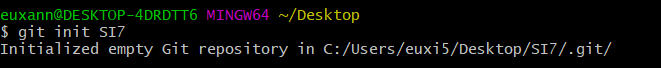 euxann@DESKTOP-4DRDTT6 MINGW64 ~/Desktop
$ git init SI7
Initialized empty Git repository in C:/Users/euxi5/Desktop/SI7/.git/